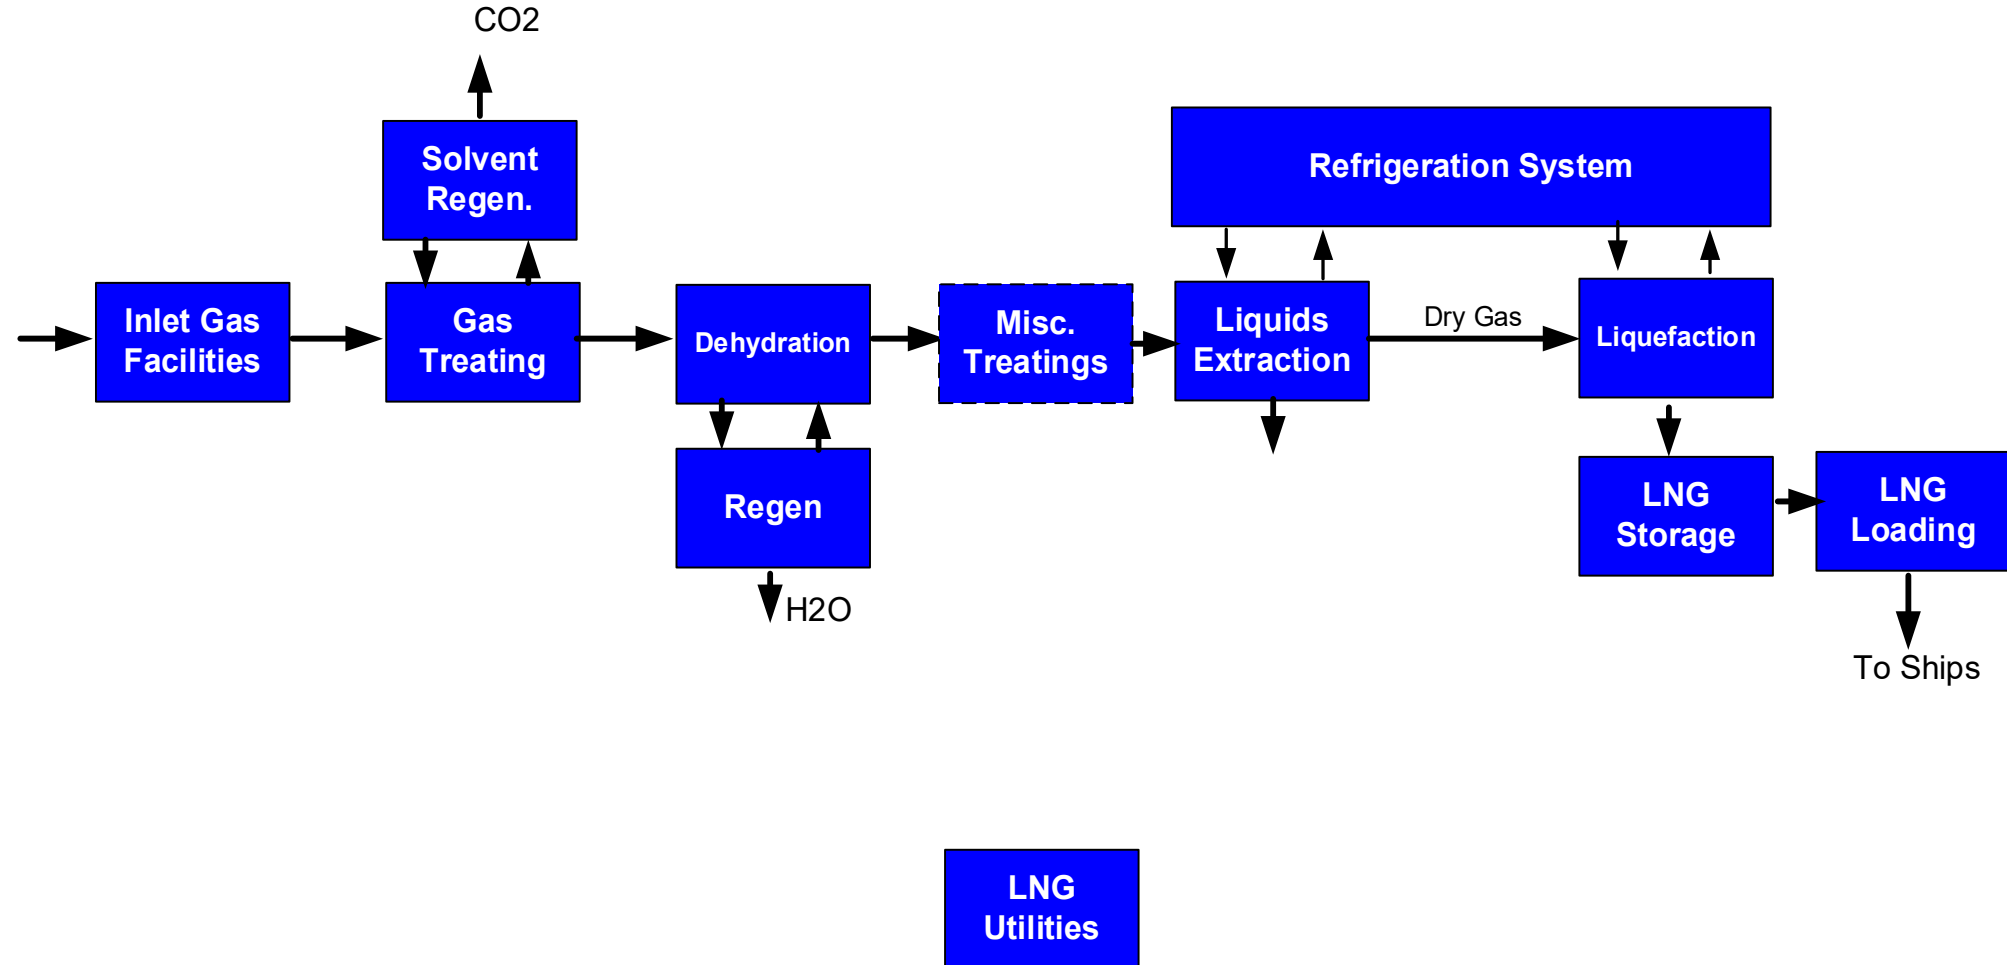 CO2
Solvent
Regen.
Refrigeration System
Inlet Gas
Facilities
Gas
Treating
Dehydration
Misc.
Treatings
Liquids
Extraction
Dry Gas
Liquefaction
Regen
LNG
Storage
LNG
Loading
H2O
To Ships
LNG
Utilities